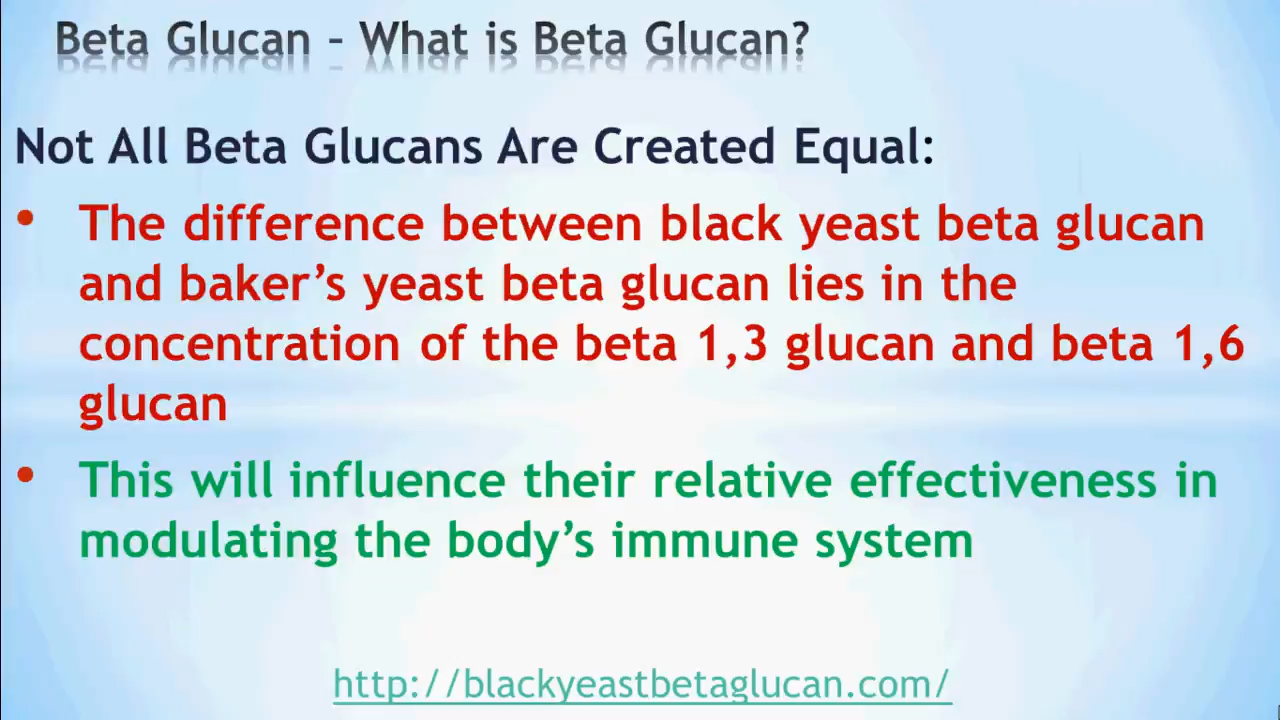 Beta Glucan – What is Beta Glucan?
Not All Beta Glucans Are Created Equal:
• The difference between black yeast beta glucan
and baker’s yeast beta glucan lies in the
concentration of the beta 1,3 glucan and beta 1,6
glucan
• This will influence their relative effectiveness in
modulating the body’s immune system
http://blackyeastbetaglucan.com/